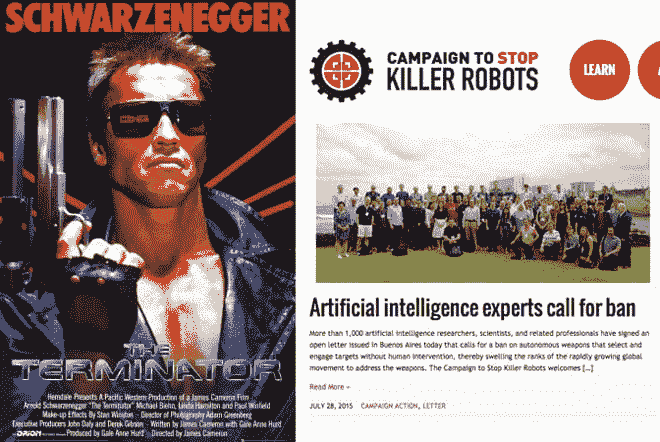 SCHWARZENEGGER
THE
TERMINATOR
Hemdale Presents A Pacific Western Production of a James Cameron Film
Arnold Schwarzenegger "The Terminator" Michael Biehn, Linda Hamilton and Paul Winfield
Make-up Effects By Stan Winston Director of Photography Adam Greenberg
Executive Producers John Daly and Derek Gibson Written by James Cameron with Gale Anne Hurd
ORION Produced by Gale Anne Hurd Directed by James Cameron
CAMPAIGN TO STOP
KILLER ROBOTS
LEARN
A
Artificial intelligence experts call for ban
More than 1,000 artificial intelligence researchers, scientists, and related professionals have signed an
open letter issued in Buenos Aires today that calls for a ban on autonomous weapons that select and
engage targets without human intervention, thereby swelling the ranks of the rapidly growing global
movement to address the weapons. The Campaign to Stop Killer Robots welcomes [...]
Read More »
JULY 28, 2015 CAMPAIGN ACTION, LETTER